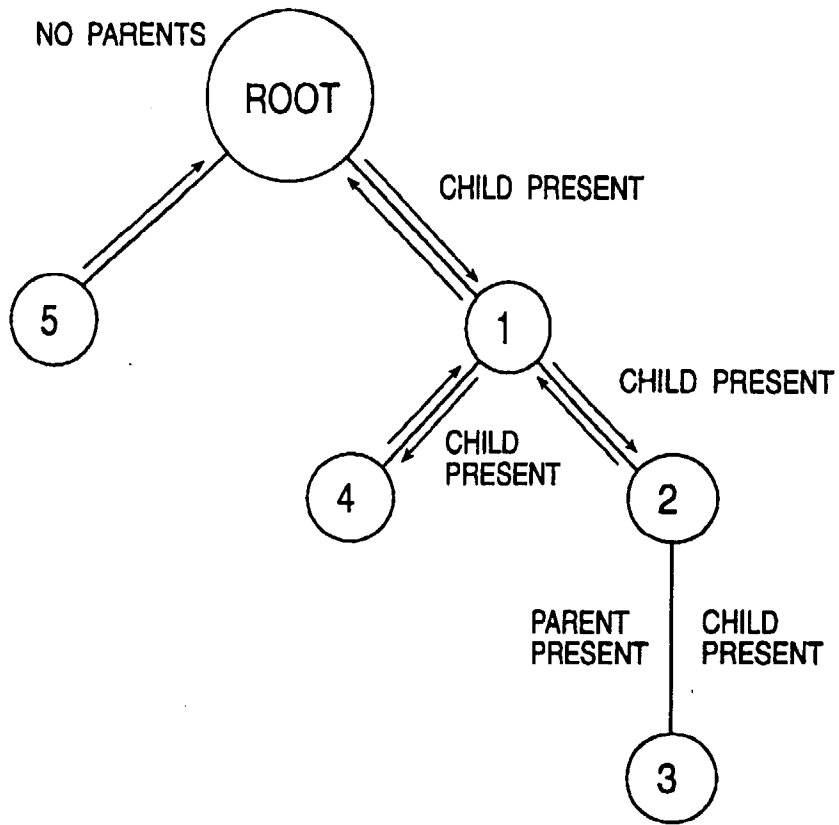 NO PARENTS
ROOT
CHILD PRESENT
5
1
CHILD PRESENT
CHILD
PRESENT
4
2
PARENT
PRESENT
CHILD
PRESENT
3